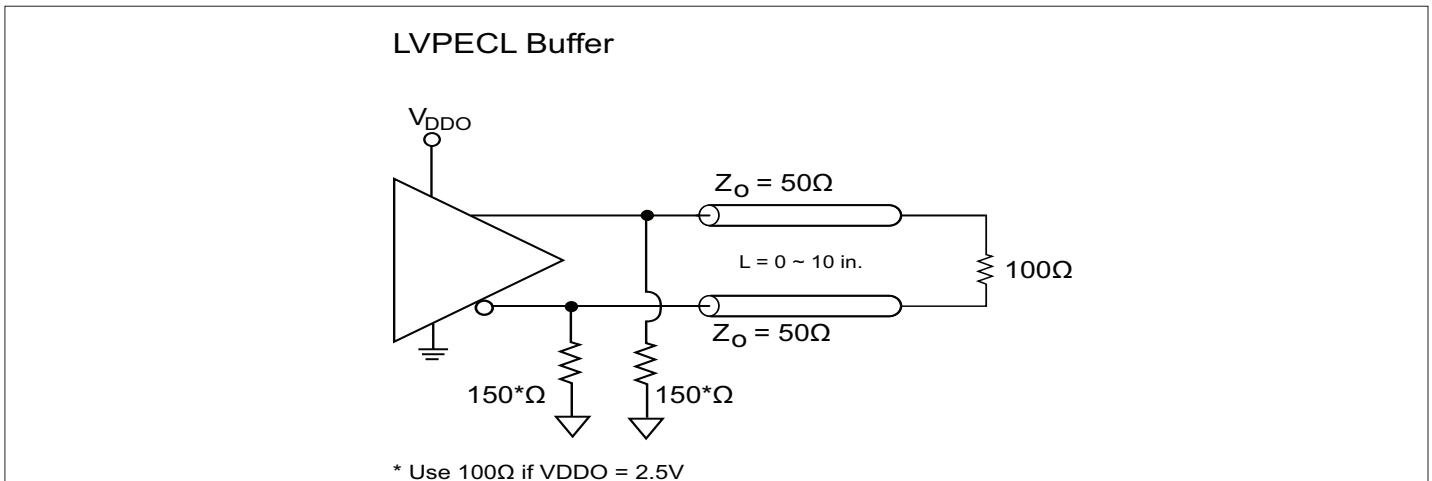 LVPECL Buffer
VDDO
ZO = 50Ω
L = 0 ~ 10 in.
100Ω
ZO = 50Ω
150*Ω
150*Ω
* Use 100Ω if VDDO = 2.5V